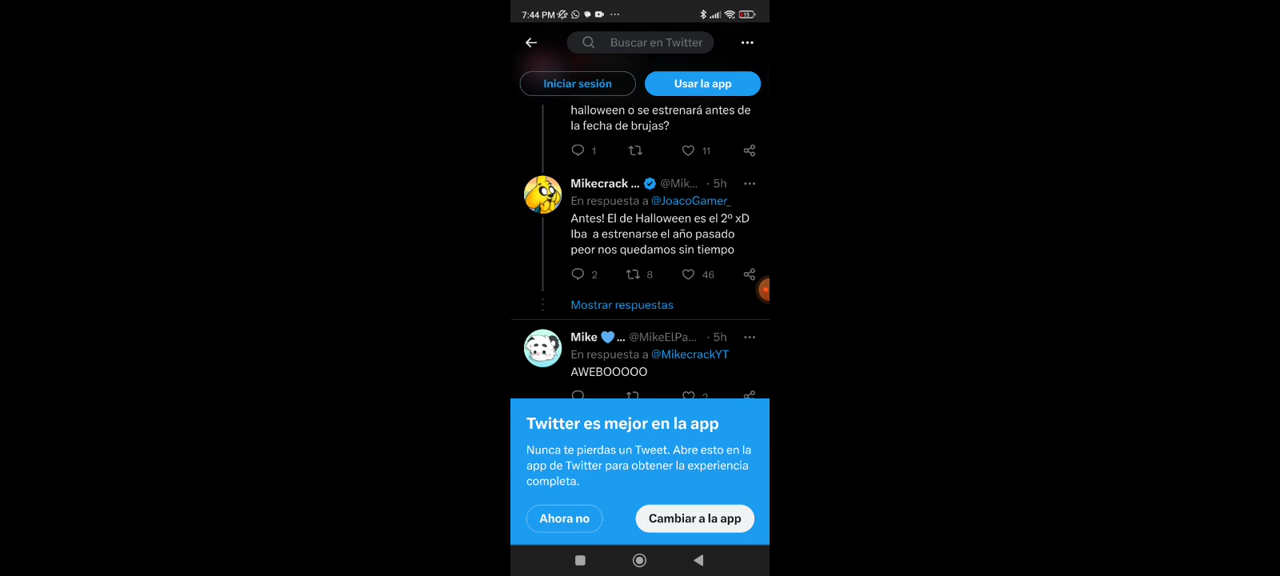 7:44 PM
19
Buscar en Twitter
Iniciar sesión
Usar la app
halloween o se estrenará antes de
la fecha de brujas?
1
11
Mikecrack ... @Mik... · 5h
En respuesta a @JoacoGamer_
Antes! El de Halloween es el 2º xD
Iba a estrenarse el año pasado
peor nos quedamos sin tiempo
2
8
46
Mostrar respuestas
Mike 💙... @MikeElPa... · 5h
En respuesta a @MikecrackYT
AWEBOOOOO
2
Twitter es mejor en la app
Nunca te pierdas un Tweet. Abre esto en la
app de Twitter para obtener la experiencia
completa.
Ahora no
Cambiar a la app